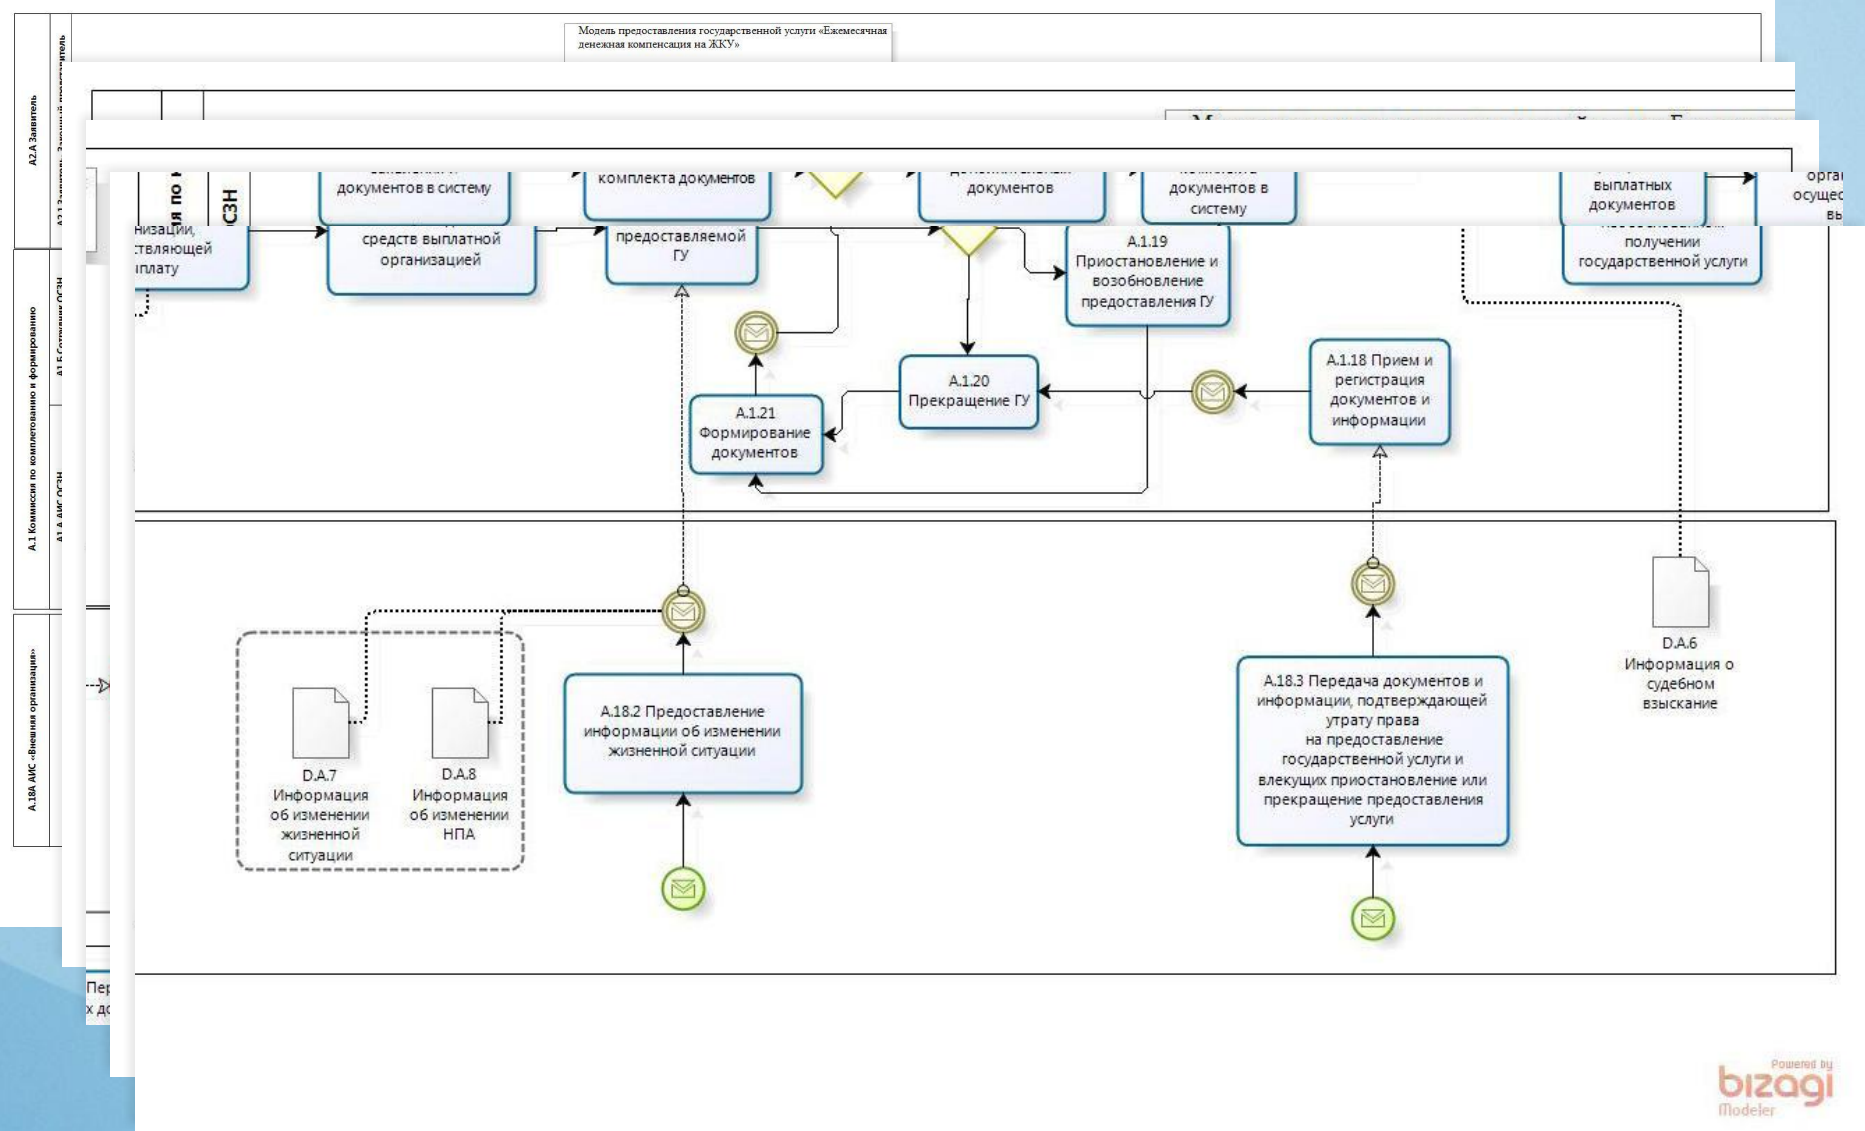 Модель предоставления государственной услуги «Ежемесячная
денежная компенсация на ЖКУ»
А2.А Заявитель
А.1 Коммиссия по комплетованию и формированию
А.18А АИС «Внешняя организация»
СЗН
документов в систему
комплекта документов
документов
документов в
систему
выплатных
документов
средств выплатной
организацией
предоставляемой
ГУ
А.1.19
Приостановление и
возобновление
предоставления ГУ
получении
государственной услуги
А.1.18 Прием и
регистрация
документов и
информации
А.1.20
Прекращение ГУ
А.1.21
Формирование
документов
D.A.6
Информация о
судебном
взыскание
А.18.2 Предоставление
информации об изменении
жизненной ситуации
А.18.3 Передача документов и
информации, подтверждающей
утрату права
на предоставление
государственной услуги и
влекущих приостановление или
прекращение предоставления
услуги
D.A.7
Информация
об изменении
жизненной
ситуации
D.A.8
Информация
об изменении
НПА
Powered by
bizagi
Modeler